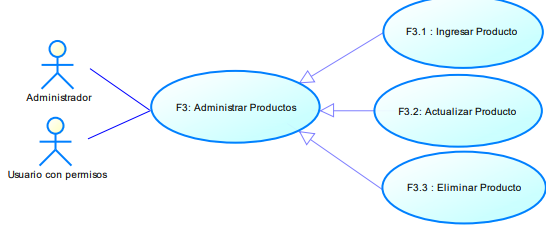 F3.1 : Ingresar Producto
Administrador
F3: Administrar Productos
F3.2: Actualizar Producto
Usuario con permisos
F3.3 : Eliminar Producto